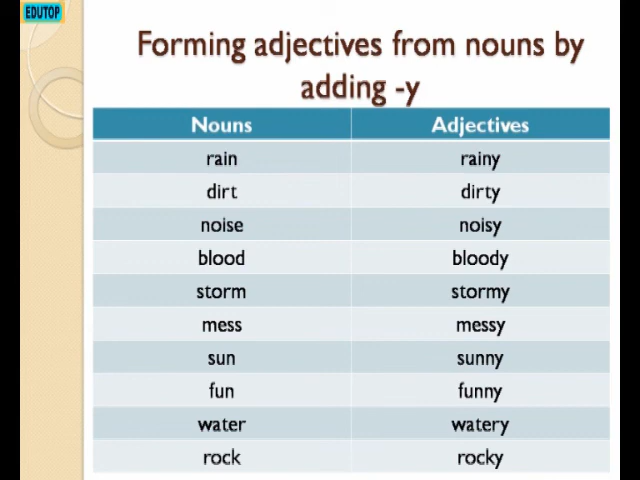 EDUTOP
Forming adjectives from nouns by
adding -y
Nouns Adjectives
rain rainy
dirt dirty
noise noisy
blood bloody
storm stormy
mess messy
sun sunny
fun funny
water watery
rock rocky